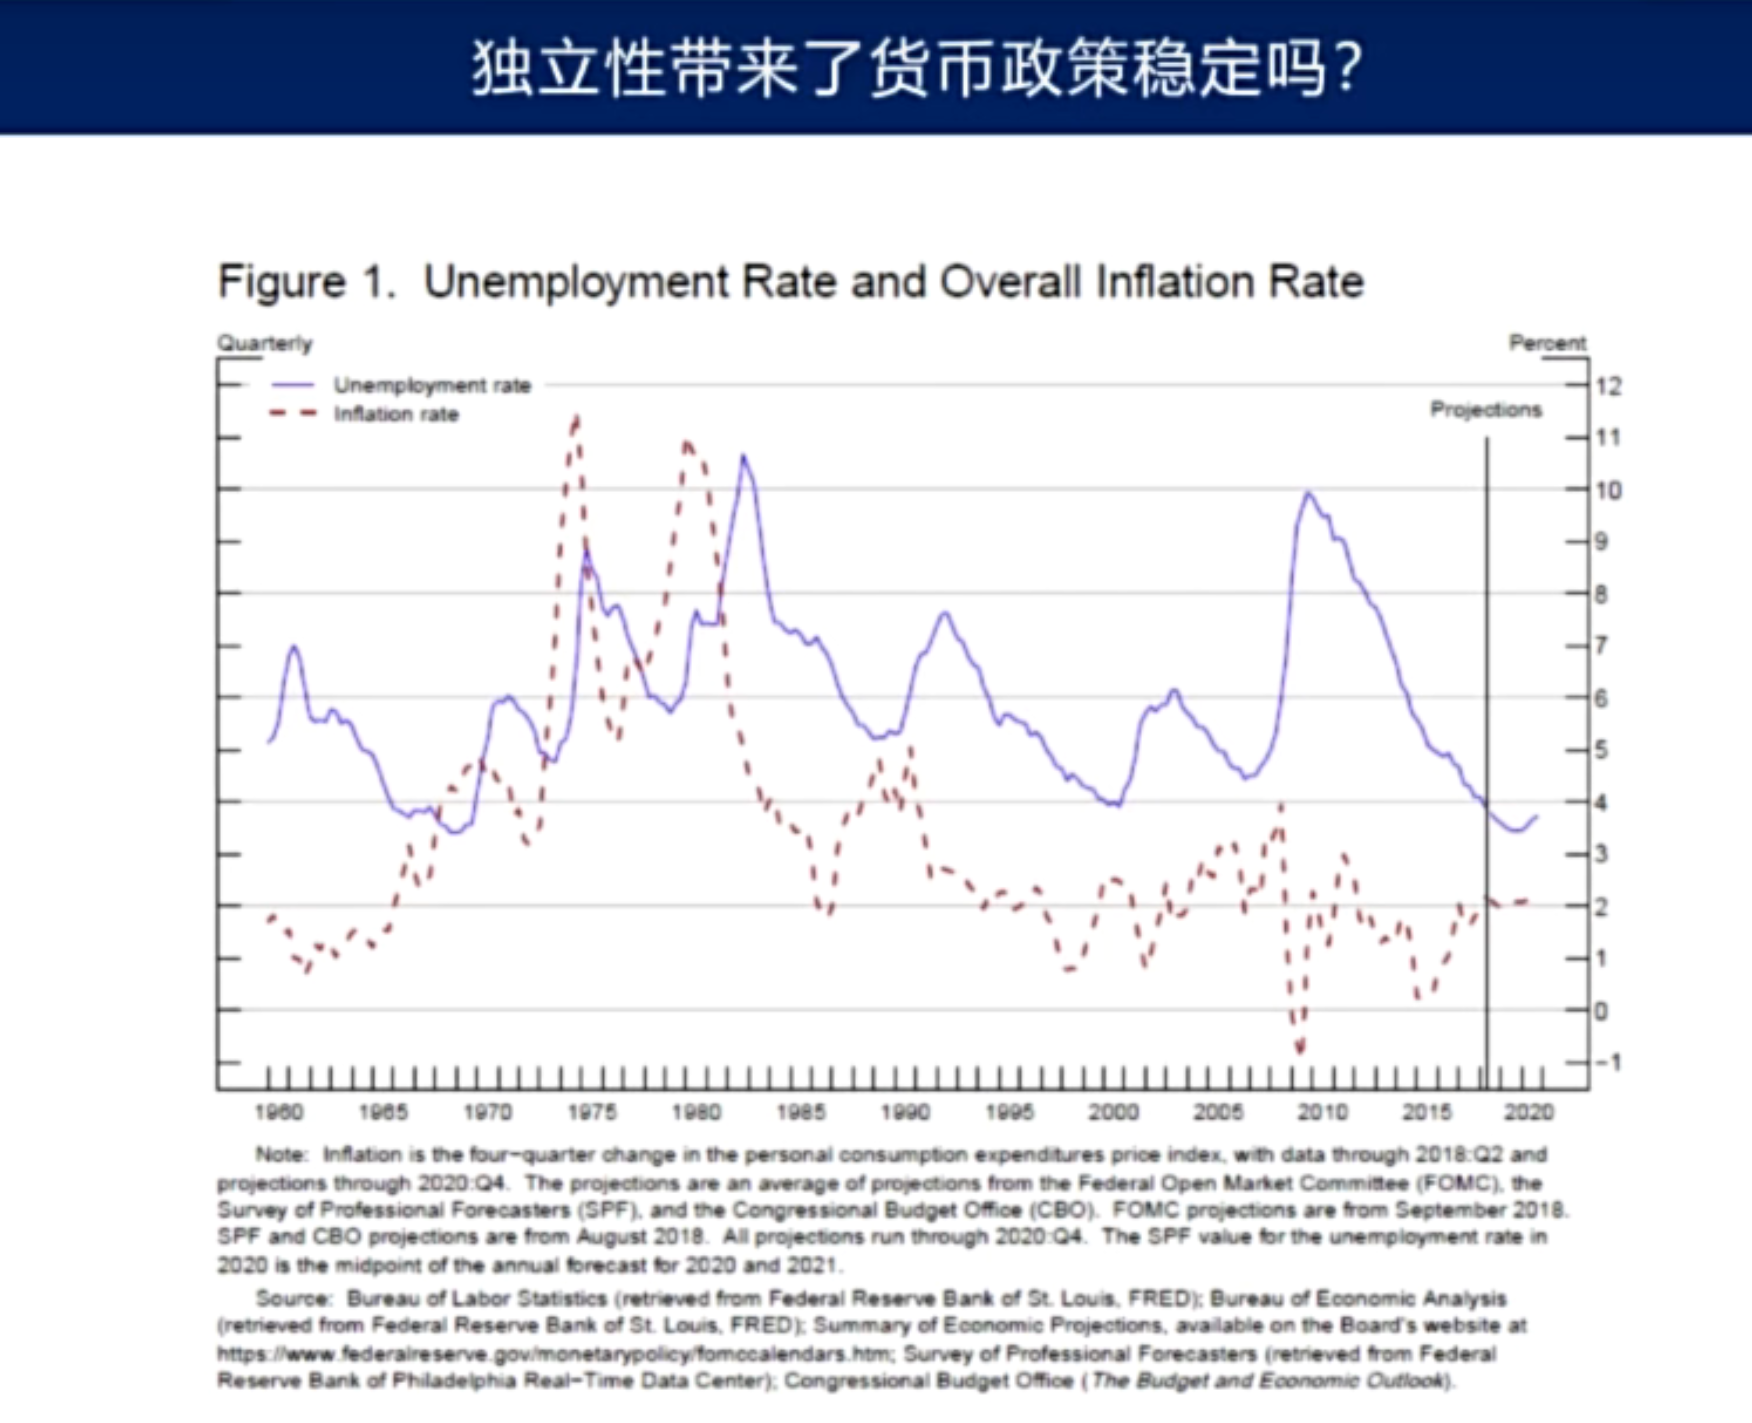 独立性带来了货币政策稳定吗?
Figure 1. Unemployment Rate and Overall Inflation Rate
Quarterly
Percent
Unemployment rate
Inflation rate
Projections
12
11
10
9
8
7
6
5
4
3
2
1
0
−1
1960 1965 1970 1975 1980 1985 1990 1995 2000 2005 2010 2015 2020
Note: Inflation is the four−quarter change in the personal consumption expenditures price index, with data through 2018:Q2 and
projections through 2020:Q4. The projections are an average of projections from the Federal Open Market Committee (FOMC), the
Survey of Professional Forecasters (SPF), and the Congressional Budget Office (CBO). FOMC projections are from September 2018.
SPF and CBO projections are from August 2018. All projections run through 2020:Q4. The SPF value for the unemployment rate in
2020 is the midpoint of the annual forecast for 2020 and 2021.
Source: Bureau of Labor Statistics (retrieved from Federal Reserve Bank of St. Louis, FRED); Bureau of Economic Analysis
(retrieved from Federal Reserve Bank of St. Louis, FRED); Summary of Economic Projections, available on the Board's website at
https://www.federalreserve.gov/monetarypolicy/fomccalendars.htm; Survey of Professional Forecasters (retrieved from Federal
Reserve Bank of Philadelphia Real−Time Data Center); Congressional Budget Office (The Budget and Economic Outlook).